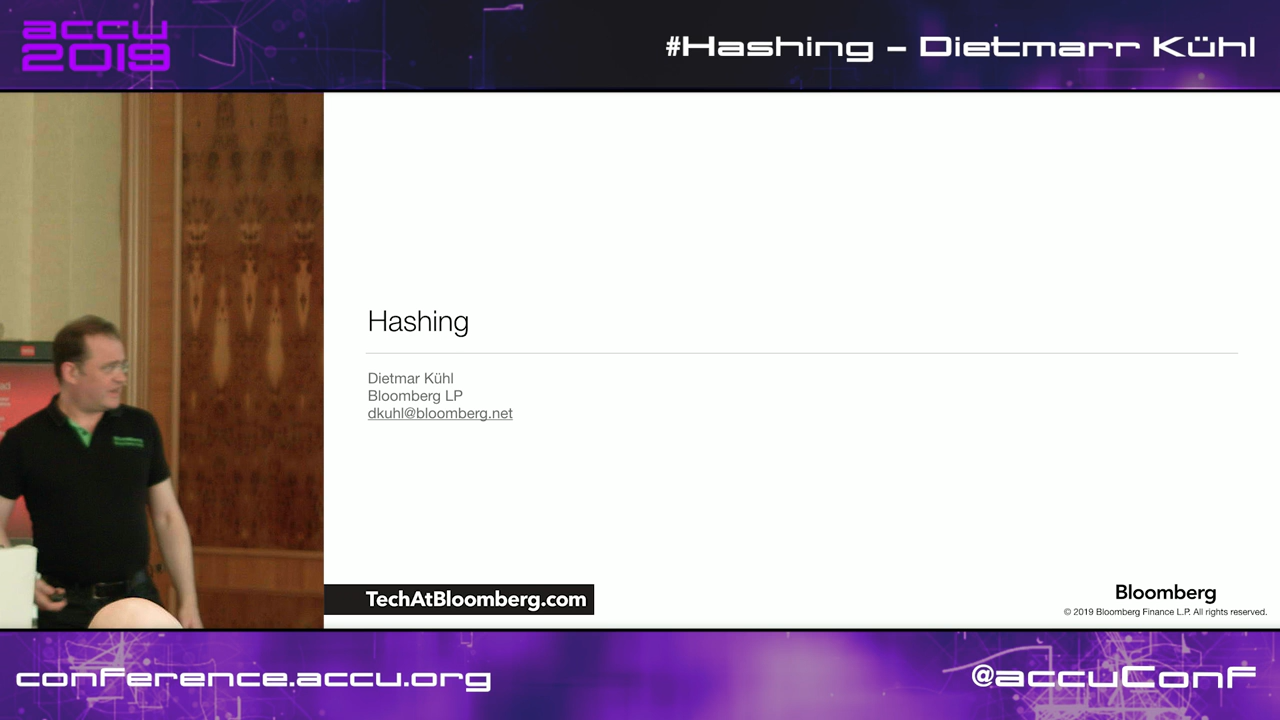 accu
2019
#Hashing – Dietmarr Kühl
Hashing
Dietmar Kühl
Bloomberg LP
dkuhl@bloomberg.net
TechAtBloomberg.com
Bloomberg
© 2019 Bloomberg Finance L.P. All rights reserved.
conference.accu.org
@accuConf